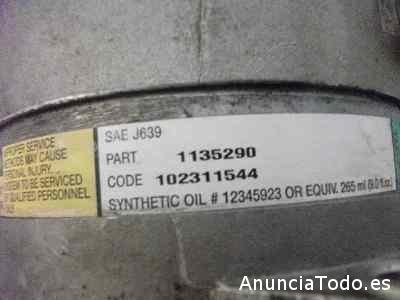 IMPROPER SERVICE
METHODS MAY CAUSE
PERSONAL INJURY.
SYSTEM TO BE SERVICED
BY QUALIFIED PERSONNEL
SAE J639
PART 1135290
CODE 102311544
SYNTHETIC OIL # 12345923 OR EQUIV. 265 ml (9.0 fl.oz.)
AnunciaTodo.es